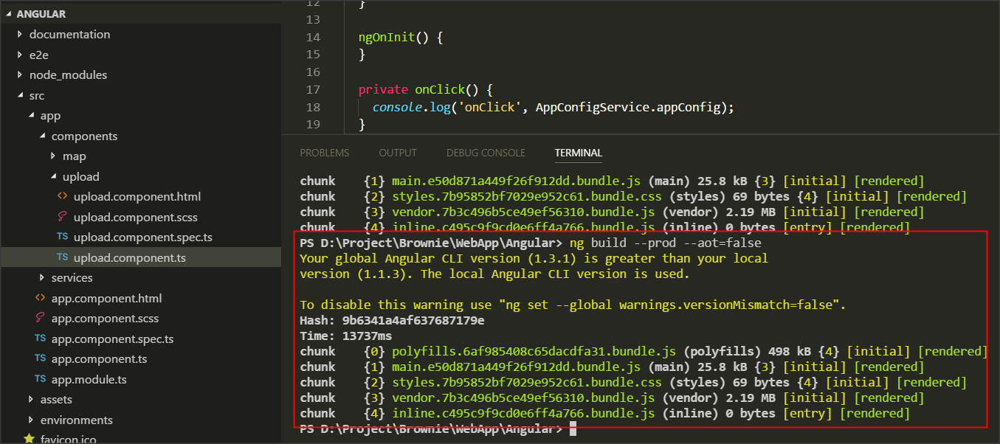 ANGULAR
documentation
e2e
node_modules
src
app
components
map
upload
upload.component.html
upload.component.scss
TS upload.component.spec.ts
TS upload.component.ts
services
app.component.html
app.component.scss
TS app.component.spec.ts
TS app.component.ts
TS app.module.ts
assets
environments
favicon.ico
12 }
13
14 ngOnInit() {
15 }
16
17 private onClick() {
18 console.log('onClick', AppConfigService.appConfig);
19 }
PROBLEMS OUTPUT DEBUG CONSOLE TERMINAL
chunk {1} main.e50d871a449f26f912dd.bundle.js (main) 25.8 kB {3} [initial] [rendered]
chunk {2} styles.7b95852bf7029e952c61.bundle.css (styles) 69 bytes {4} [initial] [rendered]
chunk {3} vendor.7b3c496b5ce49ef56310.bundle.js (vendor) 2.19 MB [initial] [rendered]
chunk {4} inline.c495c9f9cd0e6ff4a766.bundle.js (inline) 0 bytes [entry] [rendered]
PS D:\Project\Brownie\WebApp\Angular> ng build --prod --aot=false
Your global Angular CLI version (1.3.1) is greater than your local
version (1.1.3). The local Angular CLI version is used.
To disable this warning use "ng set --global warnings.versionMismatch=false".
Hash: 9b6341a4af637687179e
Time: 13737ms
chunk {0} polyfills.6af985408c65dacdfa31.bundle.js (polyfills) 498 kB {4} [initial] [rendered]
chunk {1} main.e50d871a449f26f912dd.bundle.js (main) 25.8 kB {3} [initial] [rendered]
chunk {2} styles.7b95852bf7029e952c61.bundle.css (styles) 69 bytes {4} [initial] [rendered]
chunk {3} vendor.7b3c496b5ce49ef56310.bundle.js (vendor) 2.19 MB [initial] [rendered]
chunk {4} inline.c495c9f9cd0e6ff4a766.bundle.js (inline) 0 bytes [entry] [rendered]
PS D:\Project\Brownie\WebApp\Angular>